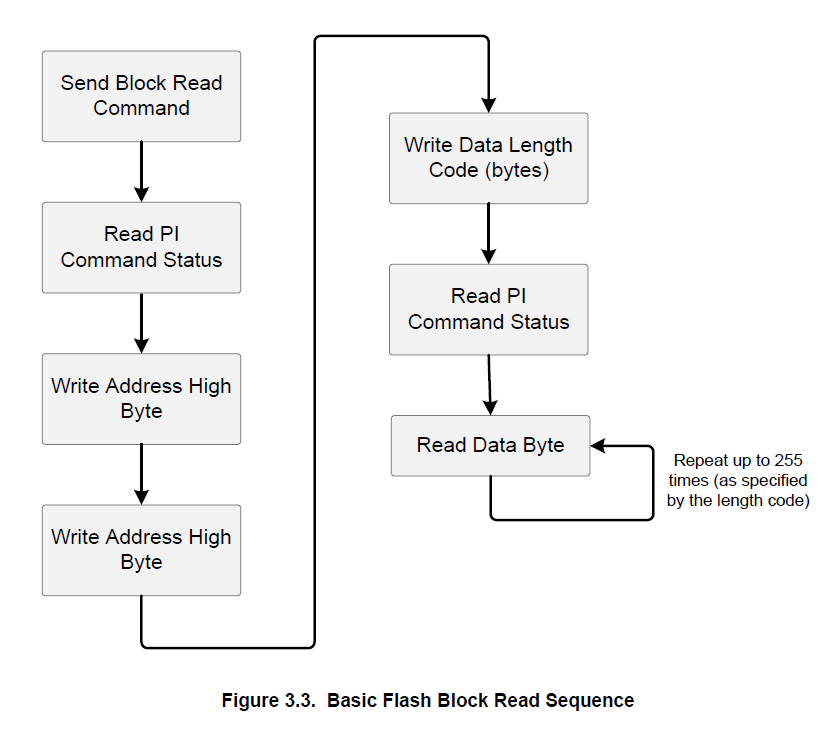 Send Block Read
Command
Read PI
Command Status
Write Address High
Byte
Write Address High
Byte
Write Data Length
Code (bytes)
Read PI
Command Status
Read Data Byte
Repeat up to 255
times (as specified
by the length code)
Figure 3.3.  Basic Flash Block Read Sequence